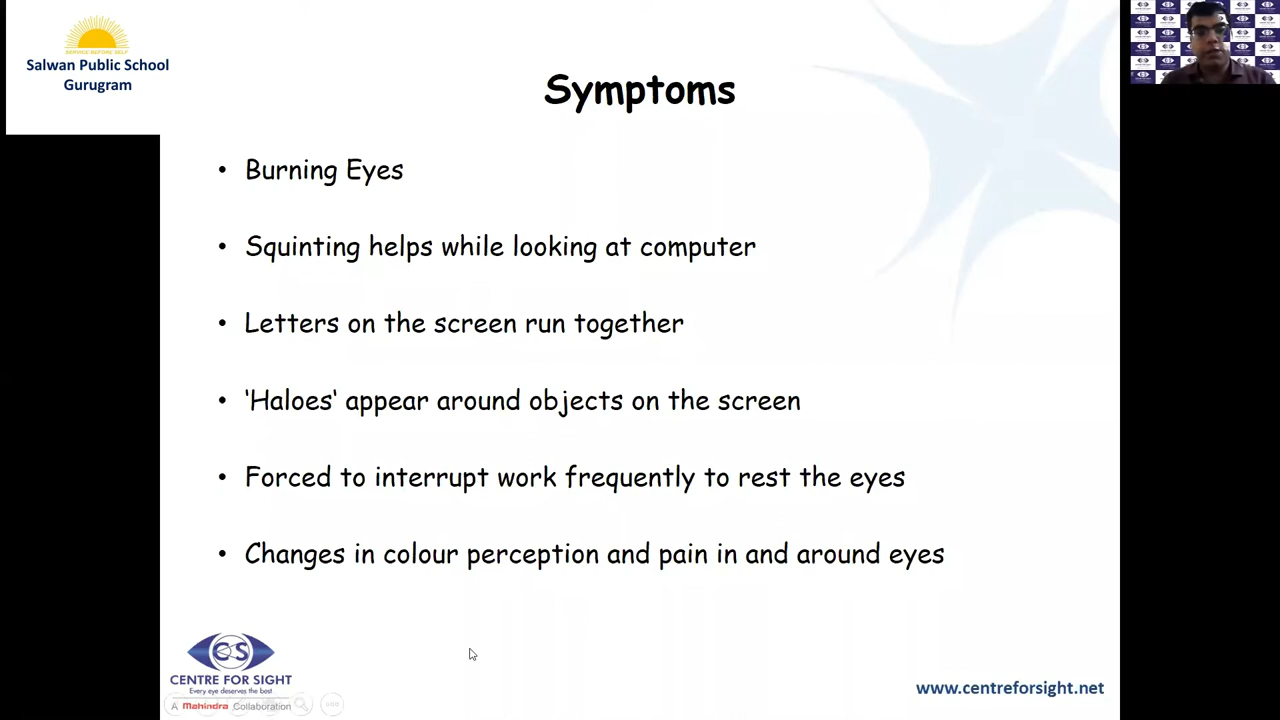 SERVICE BEFORE SELF
Salwan Public School
Gurugram
Symptoms
• Burning Eyes
• Squinting helps while looking at computer
• Letters on the screen run together
• ‘Haloes‘ appear around objects on the screen
• Forced to interrupt work frequently to rest the eyes
• Changes in colour perception and pain in and around eyes
CS
CENTRE FOR SIGHT
Every eye deserves the best.
A Mahindra Collaboration
www.centreforsight.net